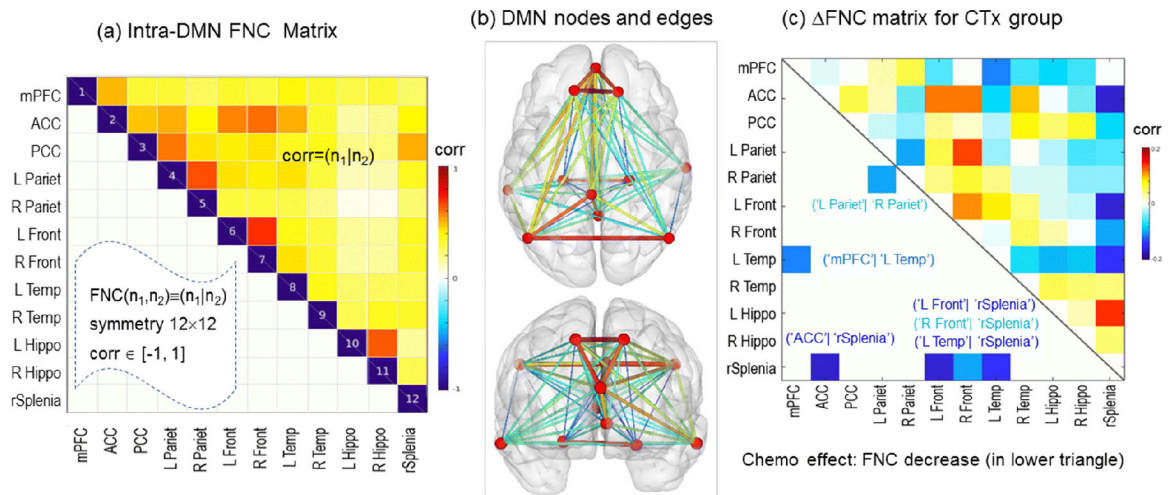 (a) Intra-DMN FNC Matrix
mPFC
ACC
PCC
L Pariet
R Pariet
L Front
R Front
L Temp
R Temp
L Hippo
R Hippo
rSplenia
1
2
3
4
5
6
7
8
9
10
11
12
corr=(n₁|n₂)
FNC(n₁,n₂)≡(n₁|n₂)
symmetry 12×12
corr ∈ [-1, 1]
mPFC
ACC
PCC
L Pariet
R Pariet
L Front
R Front
L Temp
R Temp
L Hippo
R Hippo
rSplenia
corr
1
0
-1
(b) DMN nodes and edges
(c) ΔFNC matrix for CTx group
mPFC
ACC
PCC
L Pariet
R Pariet
L Front
R Front
L Temp
R Temp
L Hippo
R Hippo
rSplenia
('L Pariet'| 'R Pariet')
('mPFC'| 'L Temp')
('L Front'| 'rSplenia')
('R Front'| 'rSplenia')
('ACC'| 'rSplenia')
('L Temp'| 'rSplenia')
mPFC
ACC
PCC
L Pariet
R Pariet
L Front
R Front
L Temp
R Temp
L Hippo
R Hippo
rSplenia
corr
0.2
0
-0.2
Chemo effect: FNC decrease (in lower triangle)